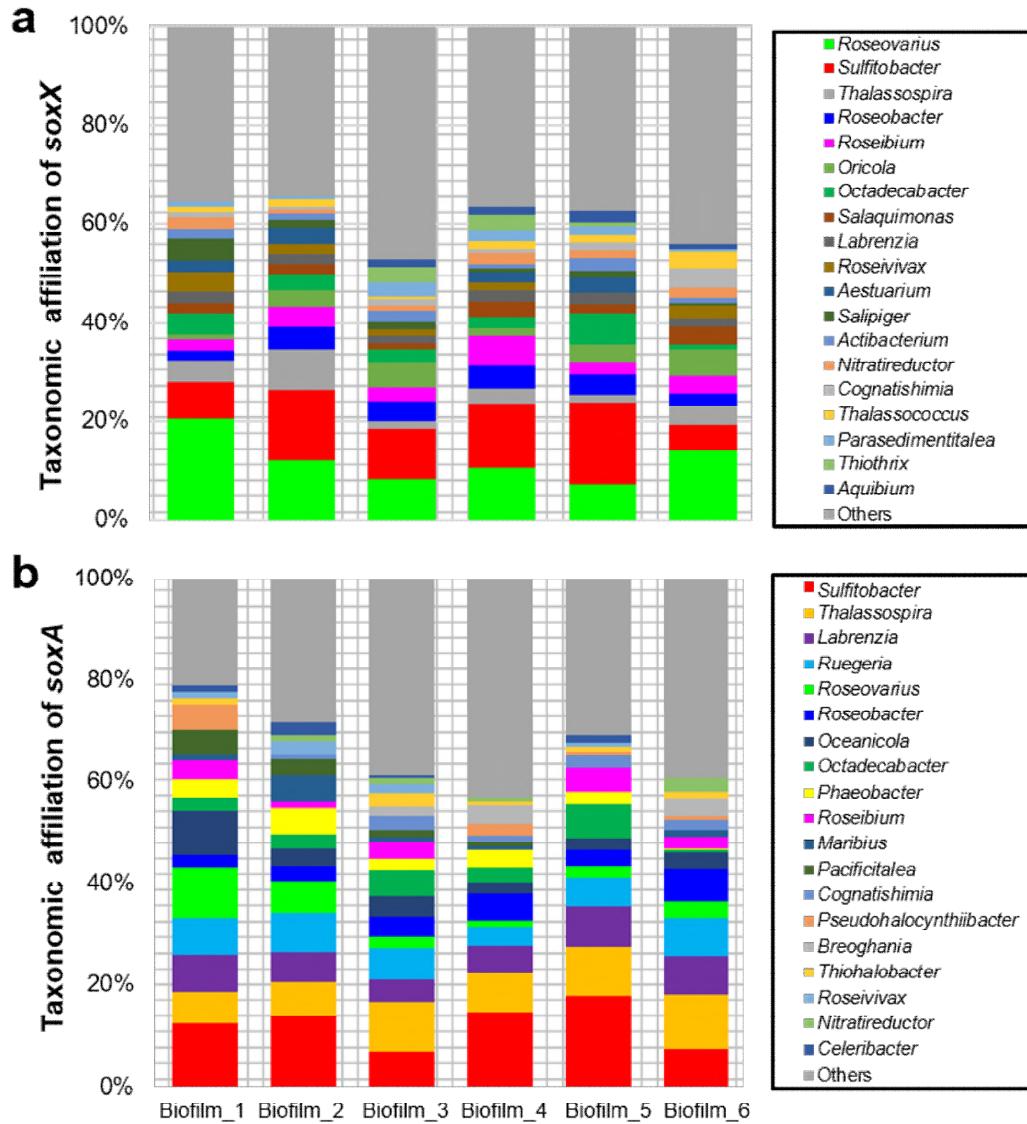 a
Taxonomic affiliation of soxX
100%
80%
60%
40%
20%
0%
Roseovarius
Sulfitobacter
Thalassospira
Roseobacter
Roseibium
Oricola
Octadecabacter
Salaquimonas
Labrenzia
Roseivivax
Aestuarium
Salipiger
Actibacterium
Nitratireductor
Cognatishimia
Thalassococcus
Parasedimentitalea
Thiothrix
Aquibium
Others
b
Taxonomic affiliation of soxA
100%
80%
60%
40%
20%
0%
Biofilm_1 Biofilm_2 Biofilm_3 Biofilm_4 Biofilm_5 Biofilm_6
Sulfitobacter
Thalassospira
Labrenzia
Ruegeria
Roseovarius
Roseobacter
Oceanicola
Octadecabacter
Phaeobacter
Roseibium
Maribius
Pacificitalea
Cognatishimia
Pseudohalocynthiibacter
Breoghania
Thiohalobacter
Roseivivax
Nitratireductor
Celeribacter
Others